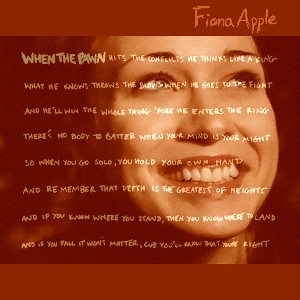 Fiona Apple
WHEN THE PAWN HITS THE CONFLICTS HE THINKS LIKE A KING
WHAT HE KNOWS THROWS THE BLOWS WHEN HE GOES TO THE FIGHT
AND HE'LL WIN THE WHOLE THING 'FORE HE ENTERS THE RING
THERE'S NO BODY TO BATTER WHEN YOUR MIND IS YOUR MIGHT
SO WHEN YOU GO SOLO, YOU HOLD YOUR OWN HAND
AND REMEMBER THAT DEPTH IS THE GREATEST OF HEIGHTS
AND IF YOU KNOW WHERE YOU STAND, THEN YOU KNOW WHERE TO LAND
AND IF YOU FALL IT WON'T MATTER, CUZ YOU'LL KNOW THAT YOU'RE RIGHT